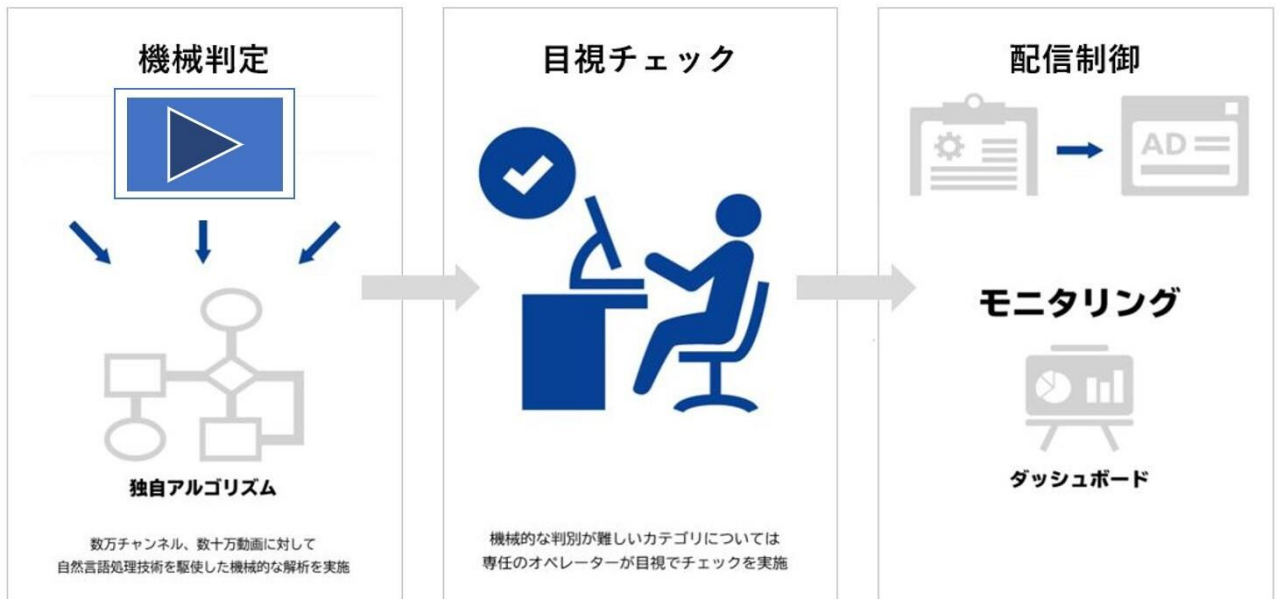 機械判定
独自アルゴリズム
数万チャンネル、数十万動画に対して
自然言語処理技術を駆使した機械的な解析を実施
目視チェック
機械的な判別が難しいカテゴリについては
専任のオペレーターが目視でチェックを実施
配信制御
AD
モニタリング
ダッシュボード